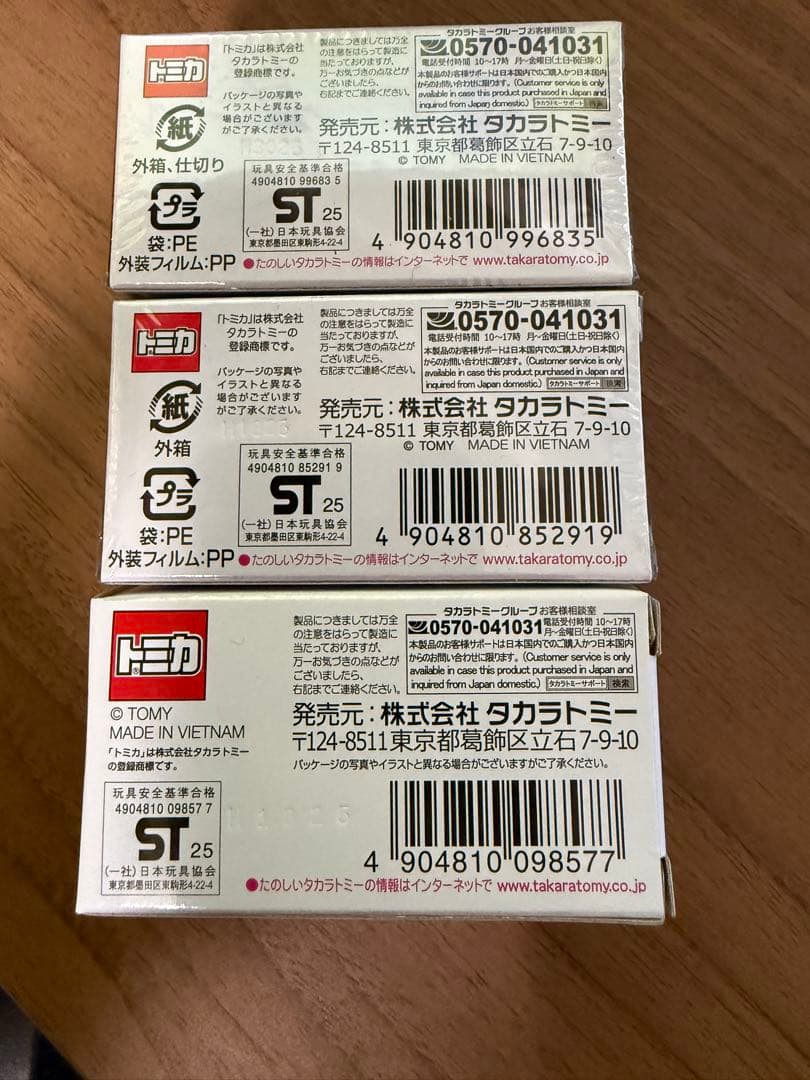 トミカ
「トミカ」は株式会社
タカラトミーの
登録商標です。
パッケージの写真や
イラストと異なる
場合がございます
がご了承ください。
紙
外箱、仕切り
プラ
袋:PE
外装フィルム:PP
製品につきましては万全
の注意をはらって製造に
当たっておりますが、
万一お気づきの点などが
ございましたら、
右記までご連絡ください。
タカラトミーグループお客様相談室
0570-041031
電話受付時間 10〜17時 月〜金曜日(土・日・祝日除く)
本製品のお客様サポートは日本国内でのご購入かつ日本国内
からのお問い合わせに限ります。(Customer service is only
available in case this product purchased in Japan and
inquired from Japan domestic.) タカラトミーサポート 検索
発売元:株式会社 タカラトミー
〒124-8511 東京都葛飾区立石 7-9-10
© TOMY MADE IN VIETNAM
玩具安全基準合格
4904810 99683 5
ST 25
(一社)日本玩具協会
東京都墨田区東駒形4-22-4
4 904810 996835
●たのしいタカラトミーの情報はインターネットで www.takaratomy.co.jp
トミカ
「トミカ」は株式会社
タカラトミーの
登録商標です。
パッケージの写真や
イラストと異なる
場合がございます
がご了承ください。
紙
外箱
プラ
袋:PE
外装フィルム:PP
製品につきましては万全
の注意をはらって製造に
当たっておりますが、
万一お気づきの点などが
ございましたら、
右記までご連絡ください。
タカラトミーグループお客様相談室
0570-041031
電話受付時間 10〜17時 月〜金曜日(土・日・祝日除く)
本製品のお客様サポートは日本国内でのご購入かつ日本国内
からのお問い合わせに限ります。(Customer service is only
available in case this product purchased in Japan and
inquired from Japan domestic.) タカラトミーサポート 検索
発売元:株式会社 タカラトミー
〒124-8511 東京都葛飾区立石 7-9-10
© TOMY MADE IN VIETNAM
玩具安全基準合格
4904810 85291 9
ST 25
(一社)日本玩具協会
東京都墨田区東駒形4-22-4
4 904810 852919
●たのしいタカラトミーの情報はインターネットで www.takaratomy.co.jp
トミカ®
© TOMY
MADE IN VIETNAM
「トミカ」は株式会社タカラトミー
の登録商標です。
玩具安全基準合格
4904810 09857 7
ST 25
(一社)日本玩具協会
東京都墨田区東駒形4-22-4
製品につきましては万全
の注意をはらって製造に
当たっておりますが、
万一お気づきの点などが
ございましたら、
右記までご連絡ください。
タカラトミーグループお客様相談室
0570-041031 電話受付時間 10〜17時
月〜金曜日(土・日・祝日除く)
本製品のお客様サポートは日本国内でのご購入かつ日本国内
からのお問い合わせに限ります。(Customer service is only
available in case this product purchased in Japan and
inquired from Japan domestic.) タカラトミーサポート 検索
発売元:株式会社 タカラトミー
〒124-8511 東京都葛飾区立石 7-9-10
パッケージの写真やイラストと異なる場合がございますがご了承ください。
4 904810 098577
●たのしいタカラトミーの情報はインターネットで www.takaratomy.co.jp